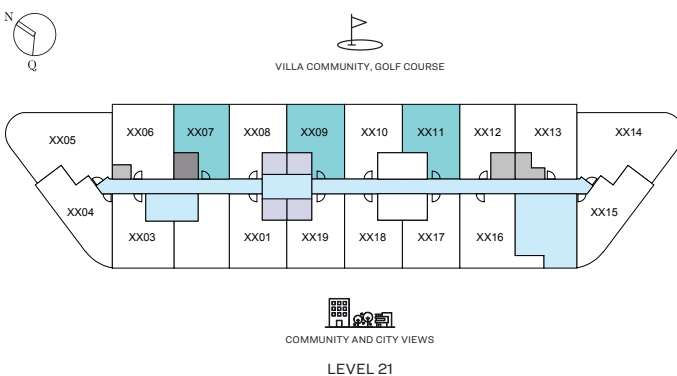 N
Q
VILLA COMMUNITY, GOLF COURSE
XX05
XX06
XX07
XX08
XX09
XX10
XX11
XX12
XX13
XX14
XX04
XX03
XX01
XX19
XX18
XX17
XX16
XX15
COMMUNITY AND CITY VIEWS
LEVEL 21